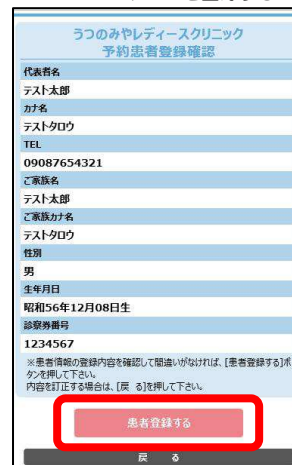 うつのみやレディースクリニック
予約患者登録確認
代表者名
テスト太郎
カナ名
テストタロウ
TEL
09087654321
ご家族名
テスト太郎
ご家族カナ名
テストタロウ
性別
男
生年月日
昭和56年12月08日生
診察券番号
1234567
※患者情報の登録内容を確認して間違いがなければ、[患者登録する]ボ
タンを押して下さい。
内容を訂正する場合は、[戻 る]を押して下さい。
患者登録する
戻 る